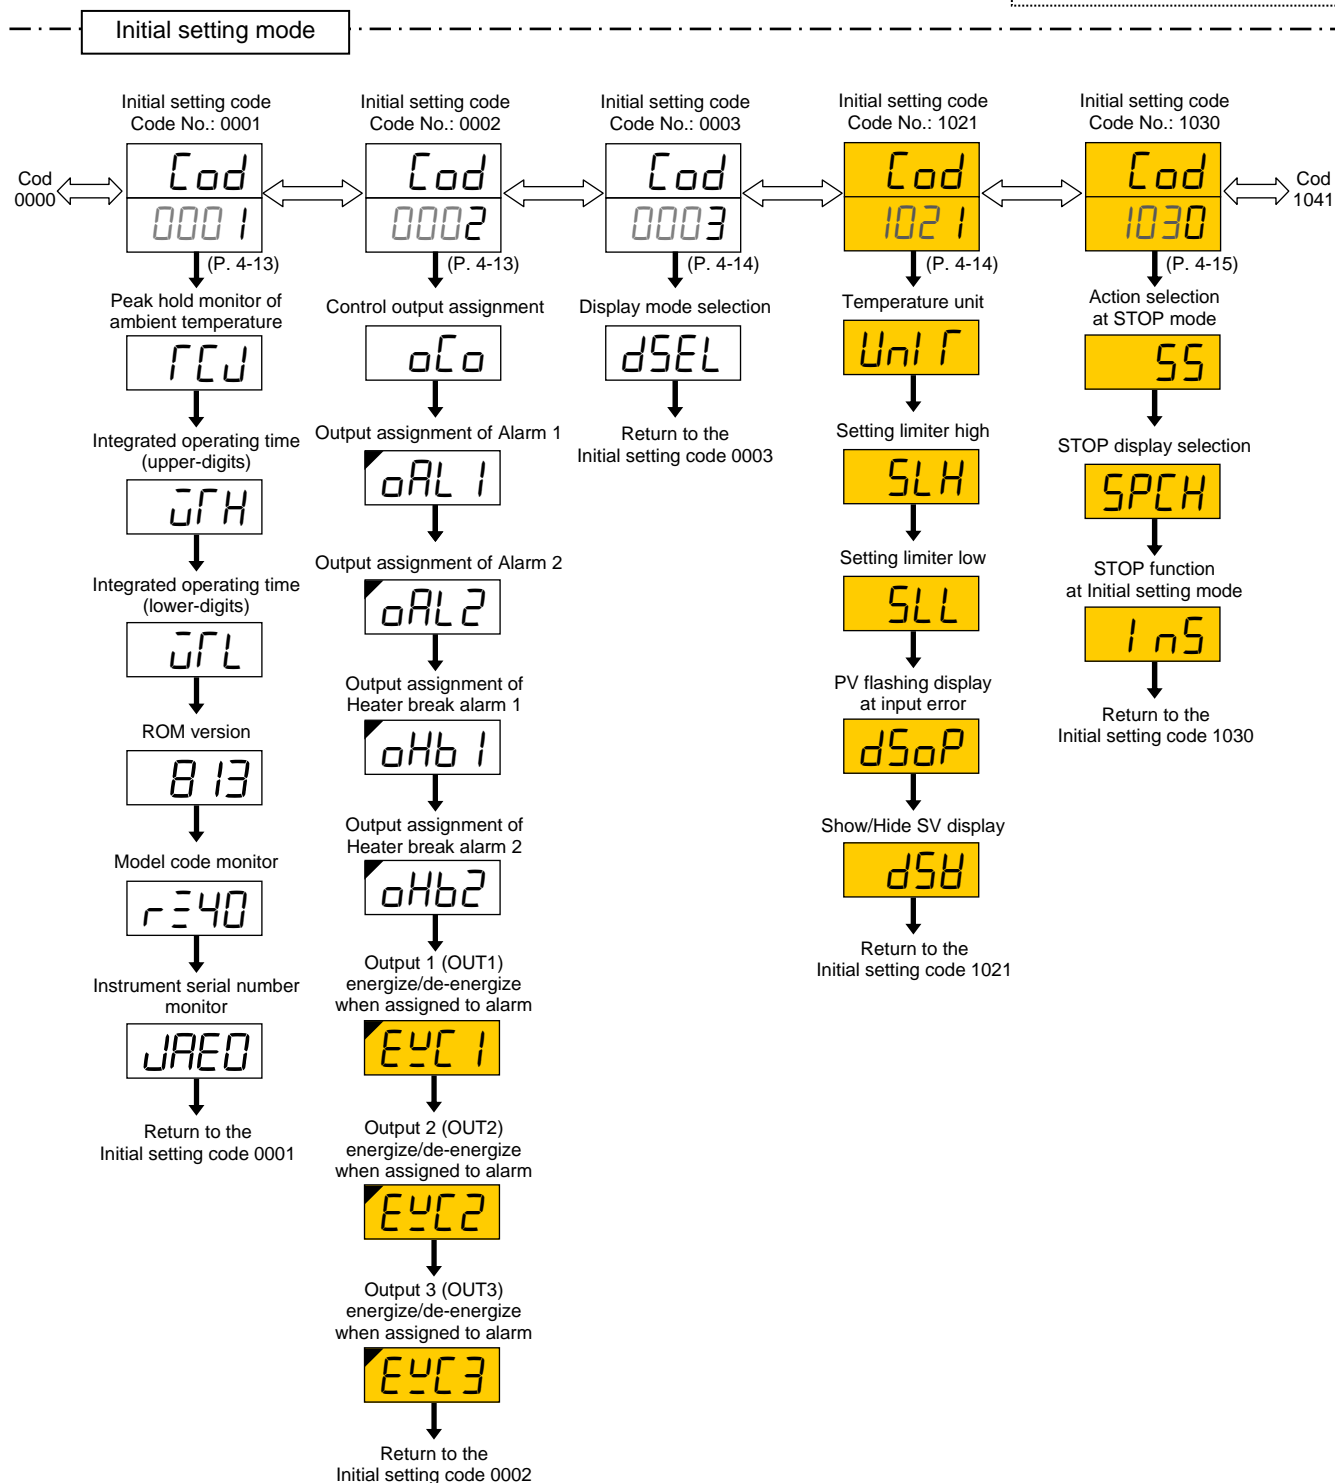 Initial setting mode
Cod
0000
Initial setting code
Code No.: 0001
Cod
0001
(P. 4-13)
Peak hold monitor of
ambient temperature
TCJ
Integrated operating time
(upper-digits)
Integrated operating time
(lower-digits)
ROM version
813
Model code monitor
Instrument serial number
monitor
JAE0
Return to the
Initial setting code 0001
Initial setting code
Code No.: 0002
Cod
0002
(P. 4-13)
Control output assignment
oCo
Output assignment of Alarm 1
oAL1
Output assignment of Alarm 2
oAL2
Output assignment of
Heater break alarm 1
oHb1
Output assignment of
Heater break alarm 2
oHb2
Output 1 (OUT1)
energize/de-energize
when assigned to alarm
Output 2 (OUT2)
energize/de-energize
when assigned to alarm
Output 3 (OUT3)
energize/de-energize
when assigned to alarm
Return to the
Initial setting code 0002
Initial setting code
Code No.: 0003
Cod
0003
(P. 4-14)
Display mode selection
dSEL
Return to the
Initial setting code 0003
Initial setting code
Code No.: 1021
Cod
1021
(P. 4-14)
Temperature unit
UnIT
Setting limiter high
SLH
Setting limiter low
SLL
PV flashing display
at input error
dSoP
Show/Hide SV display
dSV
Return to the
Initial setting code 1021
Initial setting code
Code No.: 1030
Cod
1030
(P. 4-15)
Action selection
at STOP mode
SS
STOP display selection
SPCH
STOP function
at Initial setting mode
InS
Return to the
Initial setting code 1030
Cod
1041